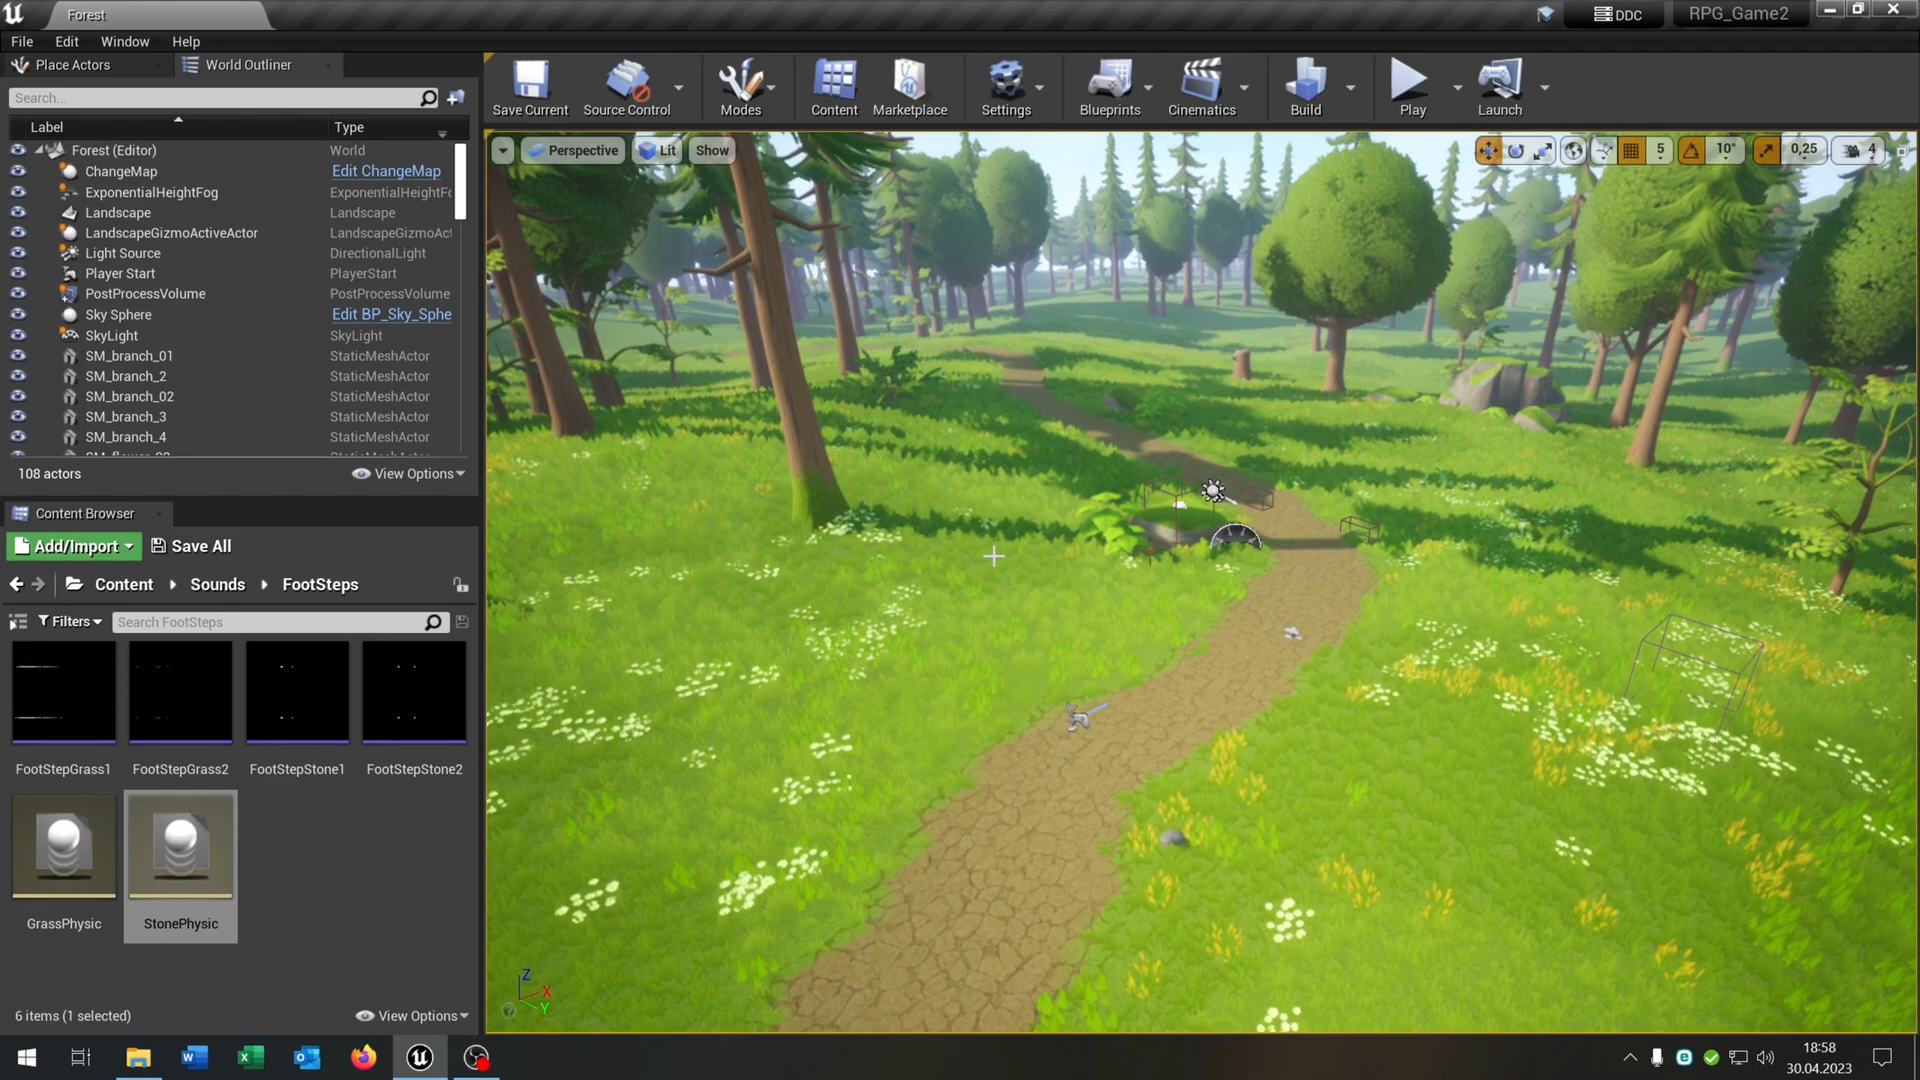 Forest
DDC
RPG_Game2
File Edit Window Help
Place Actors
World Outliner
Search...
Label
Type
Forest (Editor) World
ChangeMap Edit ChangeMap
ExponentialHeightFog ExponentialHeightFo
Landscape Landscape
LandscapeGizmoActiveActor LandscapeGizmoAct
Light Source DirectionalLight
Player Start PlayerStart
PostProcessVolume PostProcessVolume
Sky Sphere Edit BP_Sky_Sphe
SkyLight SkyLight
SM_branch_01 StaticMeshActor
SM_branch_2 StaticMeshActor
SM_branch_02 StaticMeshActor
SM_branch_3 StaticMeshActor
SM_branch_4 StaticMeshActor
108 actors
View Options
Save Current
Source Control
Modes
Content
Marketplace
Settings
Blueprints
Cinematics
Build
Play
Launch
Perspective
Lit
Show
5
10°
0,25
4
Content Browser
Add/Import
Save All
Content
Sounds
FootSteps
Filters
Search FootSteps
FootStepGrass1
FootStepGrass2
FootStepStone1
FootStepStone2
GrassPhysic
StonePhysic
6 items (1 selected)
View Options
Z
X
Y
18:58
30.04.2023